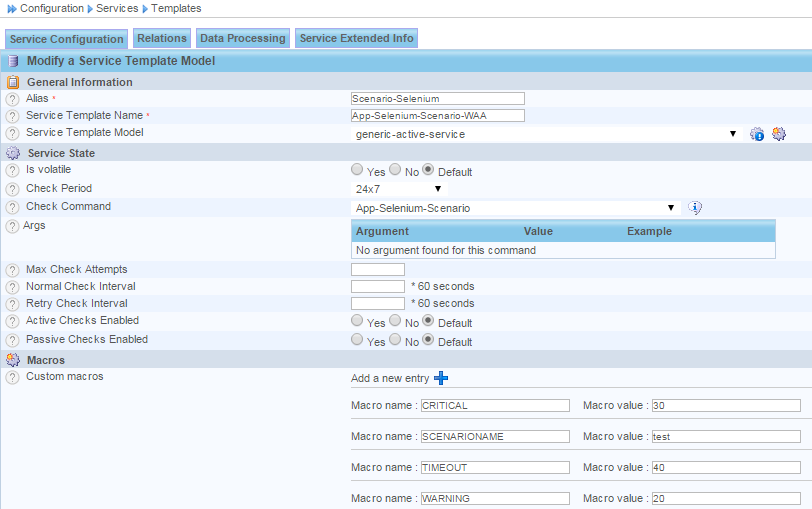 Configuration Services Templates
Service Configuration Relations Data Processing Service Extended Info
Modify a Service Template Model
General Information
? Alias * Scenario-Selenium
? Service Template Name * App-Selenium-Scenario-WAA
? Service Template Model generic-active-service
Service State
? Is volatile Yes No Default
? Check Period 24x7
? Check Command App-Selenium-Scenario
? Args Argument Value Example
No argument found for this command
? Max Check Attempts
? Normal Check Interval * 60 seconds
? Retry Check Interval * 60 seconds
? Active Checks Enabled Yes No Default
? Passive Checks Enabled Yes No Default
Macros
? Custom macros Add a new entry
Macro name : CRITICAL Macro value : 30
Macro name : SCENARIONAME Macro value : test
Macro name : TIMEOUT Macro value : 40
Macro name : WARNING Macro value : 20